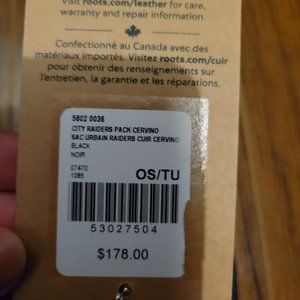 Visit roots.com/leather for care,
warranty and repair information.
Confectionné au Canada avec des
matériaux importés. Visitez roots.com/cuir
pour obtenir des renseignements sur
l'entretien, la garantie et les réparations.
5602 0036
CITY RAIDERS PACK CERVINO
SAC URBAIN RAIDERS CUIR CERVINO
BLACK
NOIR
07470
1085
OS/TU
53027504
$178.00